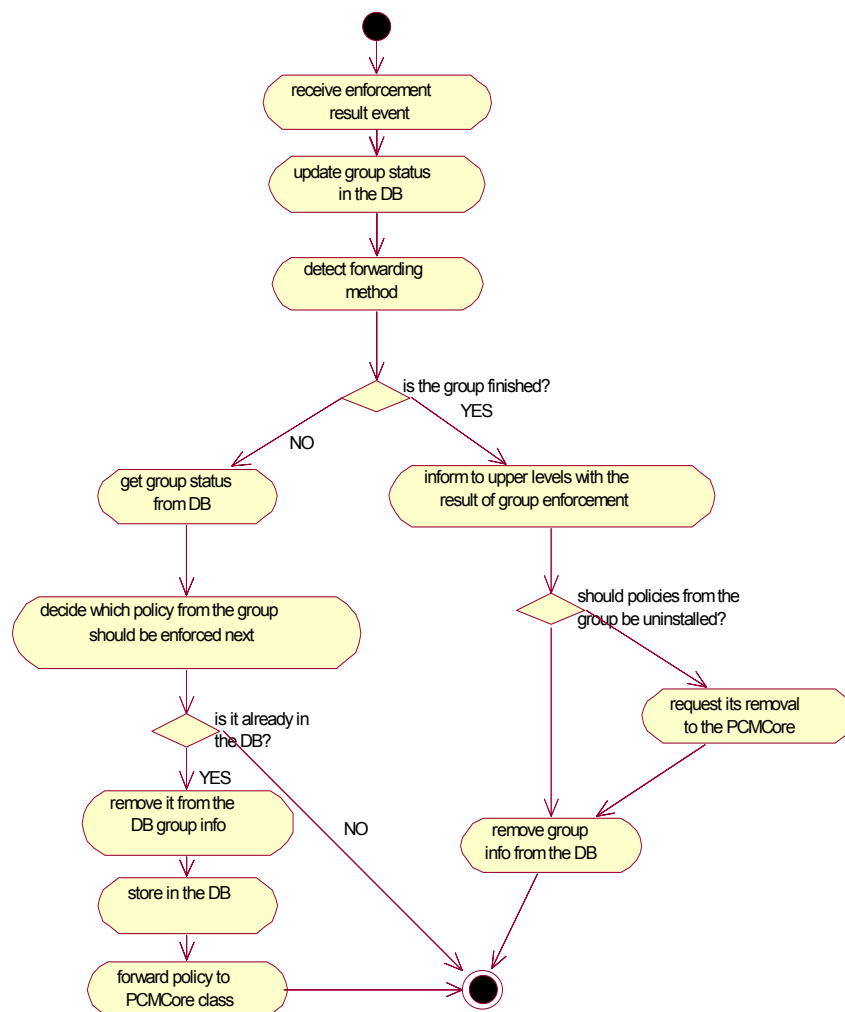 receive enforcement
result event
update group status
in the DB
detect forwarding
method
is the group finished?
YES
NO
get group status
from DB
inform to upper levels with the
result of group enforcement
decide which policy from the group
should be enforced next
should policies from the
group be uninstalled?
request its removal
to the PCMCore
is it already in
the DB?
YES
remove it from the
DB group info
NO
remove group
info from the DB
store in the DB
forward policy to
PCMCore class